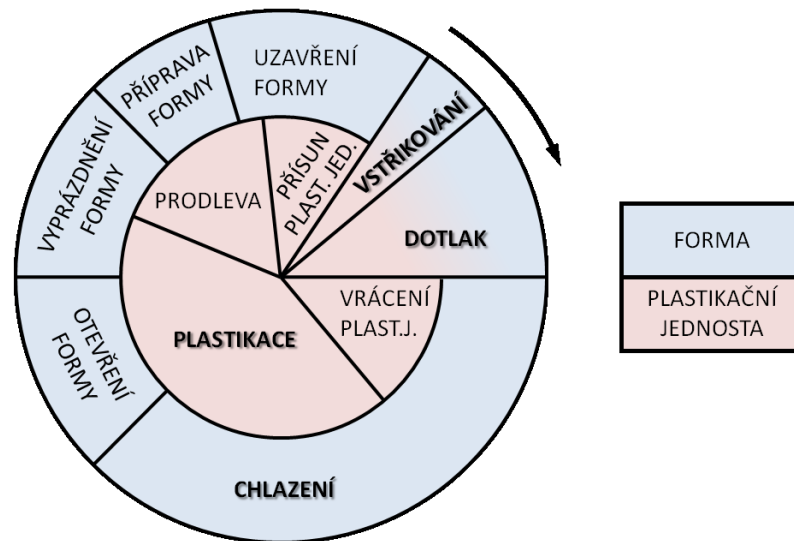 UZAVŘENÍ
FORMY
PŘÍPRAVA
FORMY
VYPRÁZDNĚNÍ
FORMY
OTEVŘENÍ
FORMY
CHLAZENÍ
VSTŘIKOVÁNÍ
DOTLAK
PŘÍSUN
PLAST. JED.
PRODLEVA
PLASTIKACE
VRÁCENÍ
PLAST.J.
FORMA
PLASTIKAČNÍ
JEDNOSTA